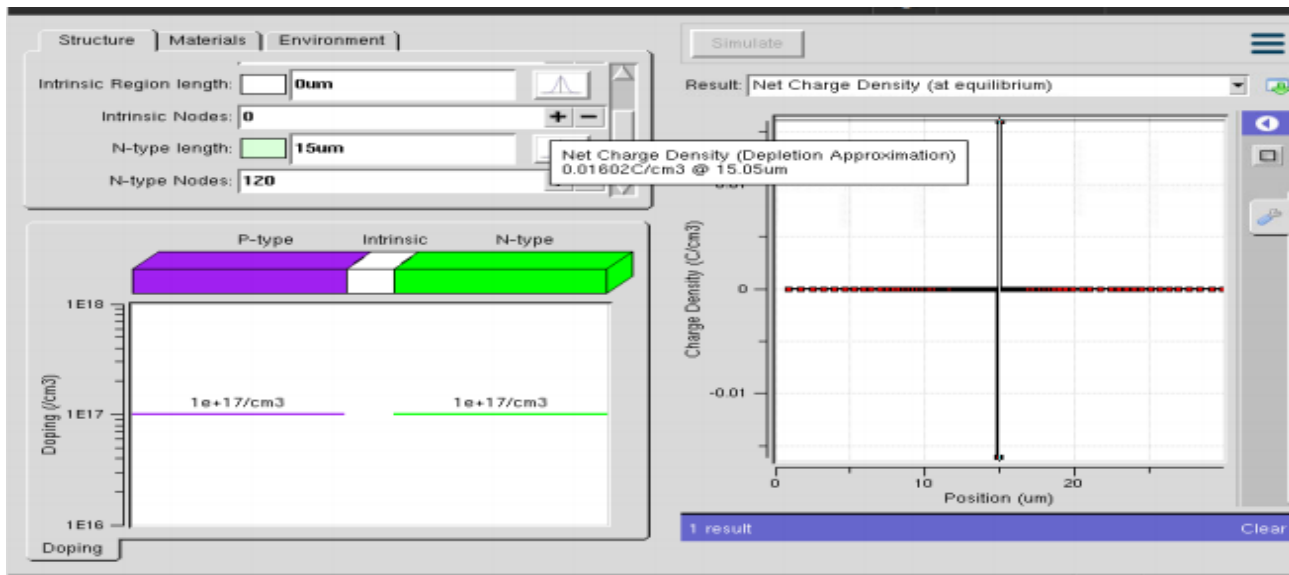 Structure Materials Environment
Intrinsic Region length: 0um
Intrinsic Nodes: 0
N-type length: 15um
N-type Nodes: 120
P-type Intrinsic N-type
1E18
1E17
1E16
Doping (/cm3)
1e+17/cm3 1e+17/cm3
Doping
Simulate
Result: Net Charge Density (at equilibrium)
Net Charge Density (Depletion Approximation)
0.01602C/cm3 @ 15.05um
Charge Density (C/cm3)
0
-0.01
0 10 20
Position (um)
1 result Clear